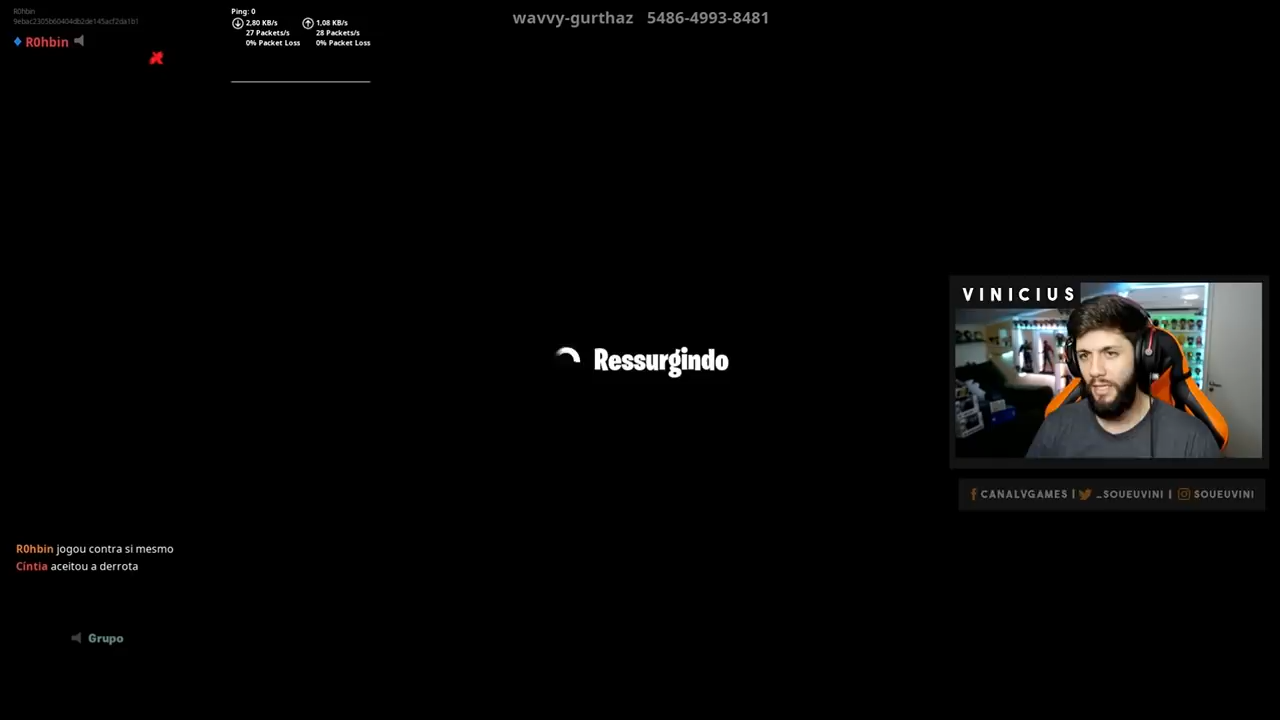 R0hbin
9ebac2305b60404db2de145acf2da1b1
R0hbin
Ping: 0
2,80 KB/s
27 Packets/s
0% Packet Loss
1,08 KB/s
28 Packets/s
0% Packet Loss
wavvy-gurthaz 5486-4993-8481
Ressurgindo
VINICIUS
CANALVGAMES | _SOUEUVINI | SOUEUVINI
R0hbin jogou contra si mesmo
Cíntia aceitou a derrota
Grupo